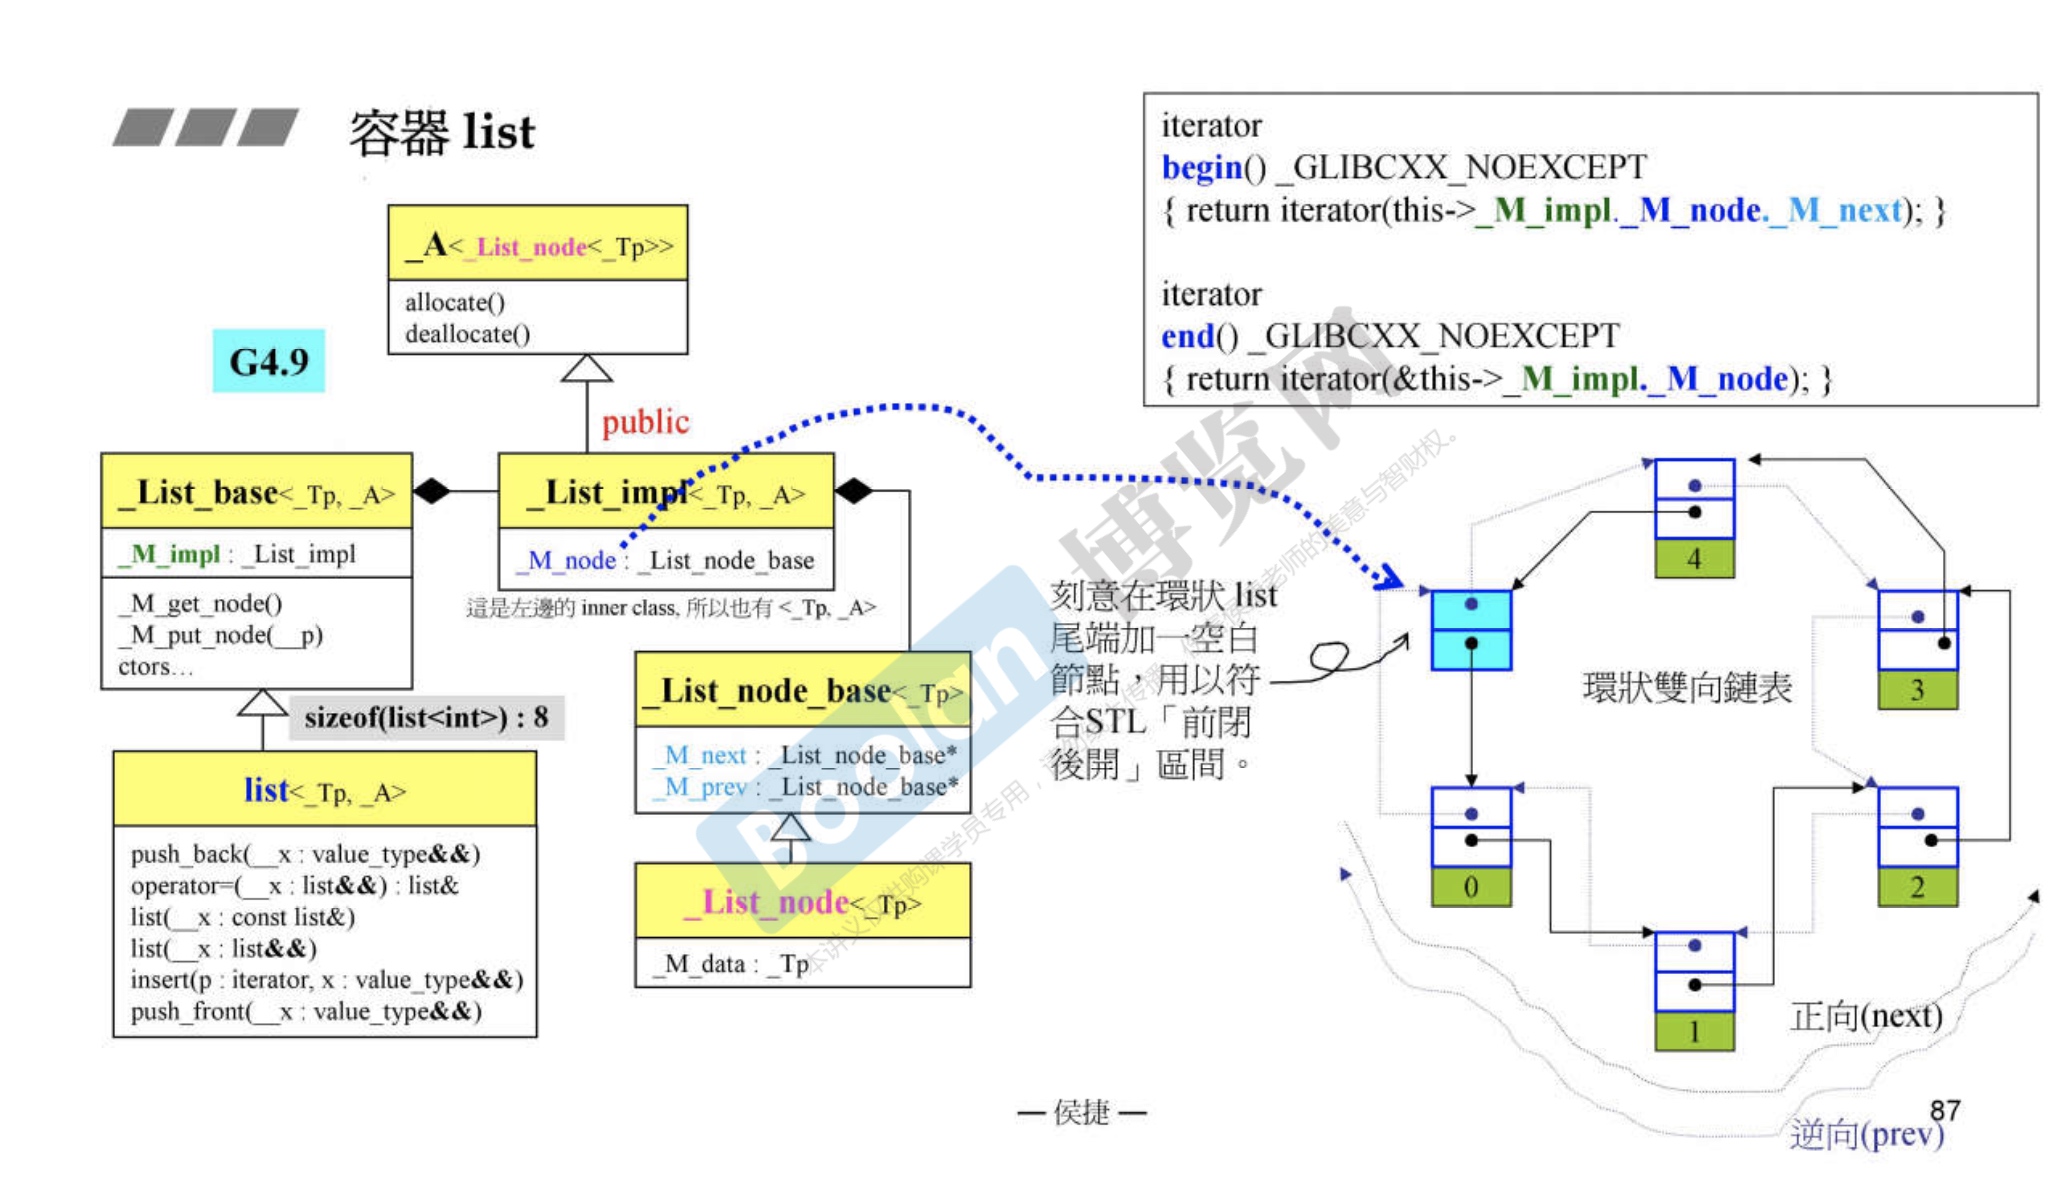 容器 list
iterator
begin() _GLIBCXX_NOEXCEPT
{ return iterator(this->_M_impl._M_node._M_next); }
iterator
end() _GLIBCXX_NOEXCEPT
{ return iterator(&this->_M_impl._M_node); }
_A<_List_node<_Tp>>
allocate()
deallocate()
G4.9
public
_List_base<_Tp, _A>
_M_impl : _List_impl
_M_get_node()
_M_put_node(__p)
ctors…
_List_impl<_Tp, _A>
_M_node : _List_node_base
這是左邊的 inner class, 所以也有 <_Tp, _A>
sizeof(list<int>) : 8
list<_Tp, _A>
push_back(__x : value_type&&)
operator=(__x : list&&) : list&
list(__x : const list&)
list(__x : list&&)
insert(p : iterator, x : value_type&&)
push_front(__x : value_type&&)
_List_node_base<_Tp>
_M_next : _List_node_base*
_M_prev : _List_node_base*
_List_node<_Tp>
_M_data : _Tp
刻意在環狀 list
尾端加一空白
節點，用以符
合STL「前閉
後開」區間。
環狀雙向鏈表
4
3
2
1
0
正向(next)
逆向(prev)
— 侯捷 —
87
Boolan 博览网